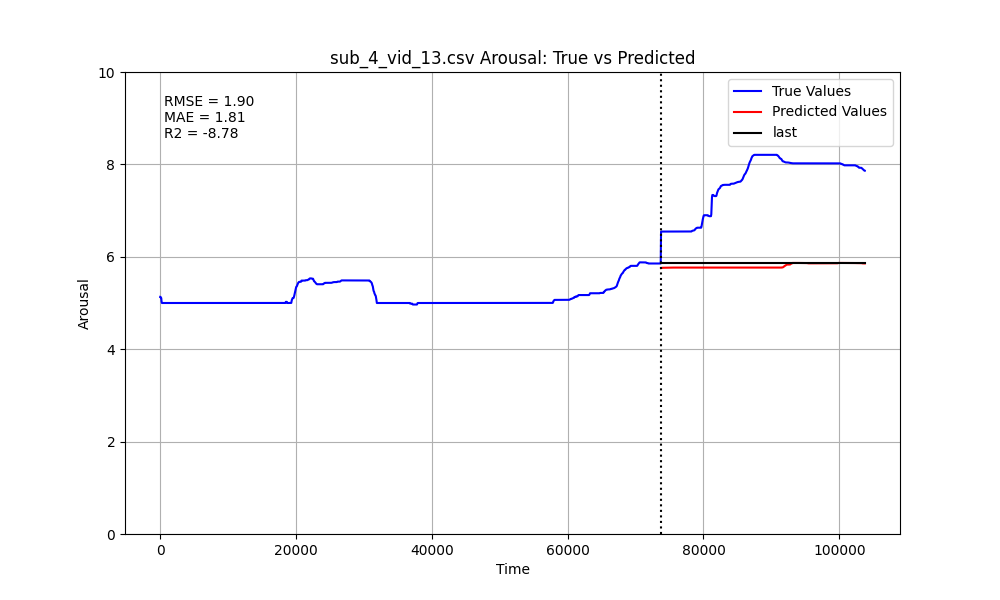 sub_4_vid_13.csv Arousal: True vs Predicted
RMSE = 1.90
MAE = 1.81
R2 = -8.78
True Values
Predicted Values
last
Arousal
10
8
6
4
2
0
0 20000 40000 60000 80000 100000
Time